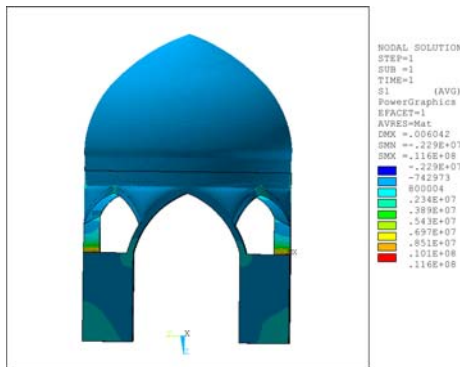 NODAL SOLUTION
STEP=1
SUB =1
TIME=1
S1 (AVG)
PowerGraphics
EFACET=1
AVRES=Mat
DMX =.006042
SMN =-.229E+07
SMX =.116E+08
-.229E+07
-742973
800004
.234E+07
.389E+07
.543E+07
.697E+07
.851E+07
.101E+08
.116E+08
X
X